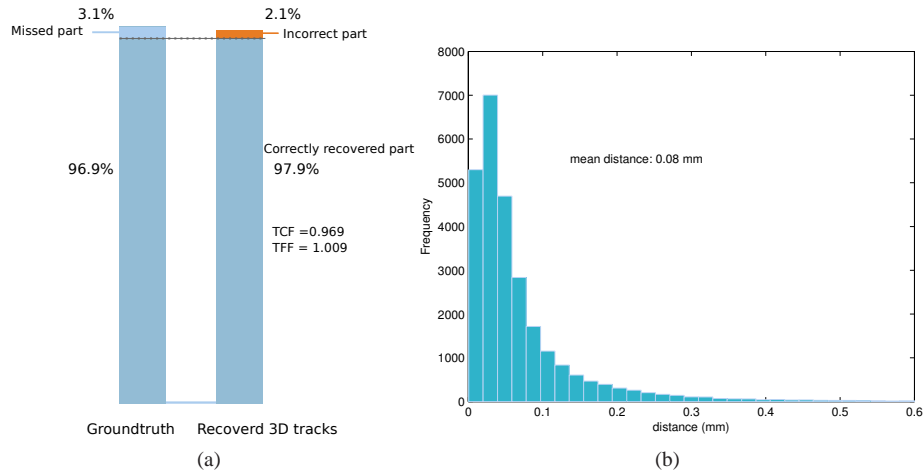 3.1%
2.1%
Missed part
Incorrect part
Correctly recovered part
96.9%
97.9%
TCF =0.969
TFF = 1.009
Groundtruth
Recoverd 3D tracks
(a)
8000
7000
6000
5000
4000
3000
2000
1000
0
Frequency
mean distance: 0.08 mm
0
0.1
0.2
0.3
0.4
0.5
0.6
distance (mm)
(b)